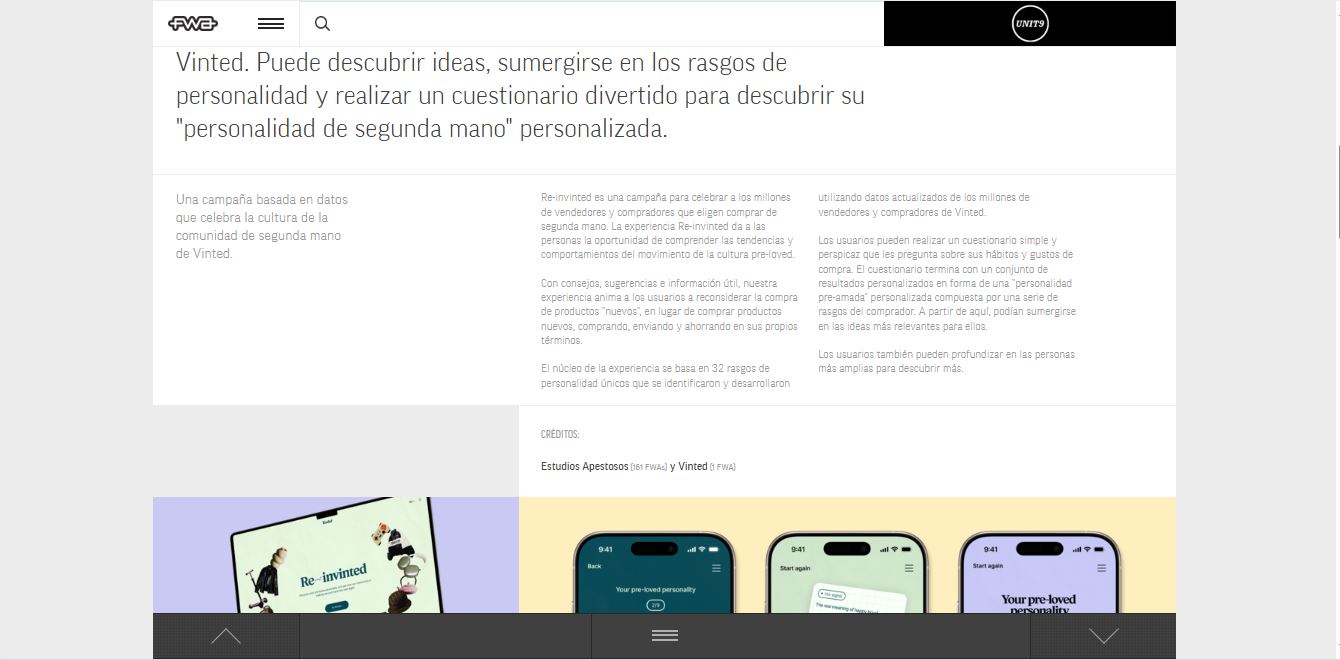 FWA
UNIT9
Vinted. Puede descubrir ideas, sumergirse en los rasgos de
personalidad y realizar un cuestionario divertido para descubrir su
"personalidad de segunda mano" personalizada.
Una campaña basada en datos
que celebra la cultura de la
comunidad de segunda mano
de Vinted.
Re-invinted es una campaña para celebrar a los millones
de vendedores y compradores que eligen comprar de
segunda mano. La experiencia Re-invinted da a las
personas la oportunidad de comprender las tendencias y
comportamientos del movimiento de la cultura pre-loved.
Con consejos, sugerencias e información útil, nuestra
experiencia anima a los usuarios a reconsiderar la compra
de productos "nuevos", en lugar de comprar productos
nuevos, comprando, enviando y ahorrando en sus propios
términos.
El núcleo de la experiencia se basa en 32 rasgos de
personalidad únicos que se identificaron y desarrollaron
utilizando datos actualizados de los millones de
vendedores y compradores de Vinted.
Los usuarios pueden realizar un cuestionario simple y
perspicaz que les pregunta sobre sus hábitos y gustos de
compra. El cuestionario termina con un conjunto de
resultados personalizados en forma de una "personalidad
pre-amada" personalizada compuesta por una serie de
rasgos del comprador. A partir de aquí, podían sumergirse
en las ideas más relevantes para ellos.
Los usuarios también pueden profundizar en las personas
más amplias para descubrir más.
CRÉDITOS:
Estudios Apestosos (161 FWAs) y Vinted (1 FWA)
Vinted
Re-invinted
9:41
Back
Your pre-loved personality
2/9
9:41
Start again
9:41
Start again
Your pre-loved
personality